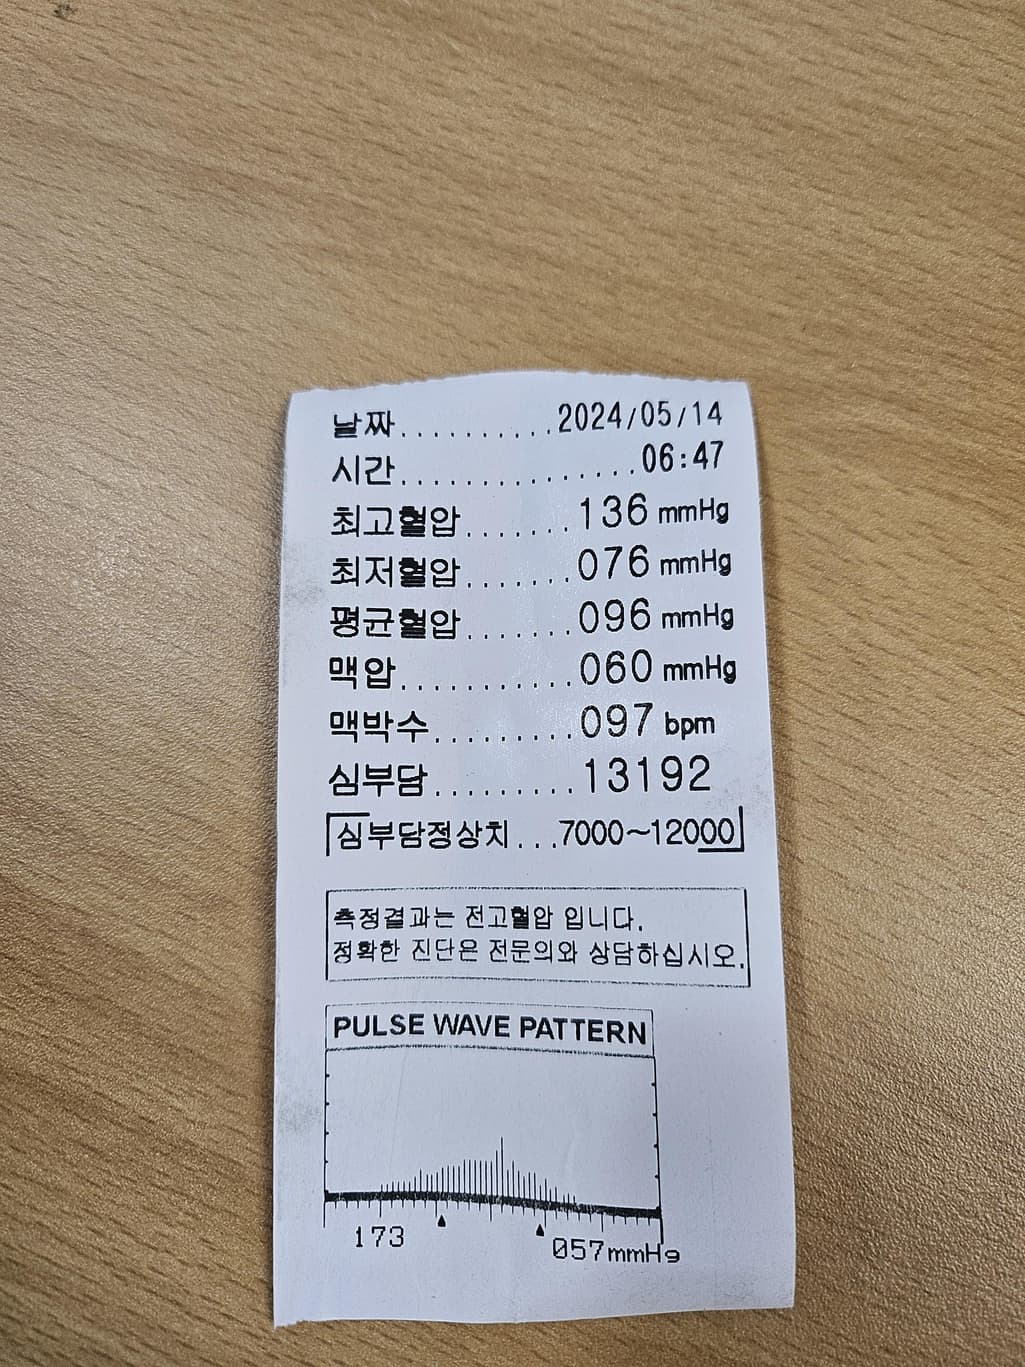 날짜..........2024/05/14
시간..............06:47
최고혈압.......136 mmHg
최저혈압.......076 mmHg
평균혈압.......096 mmHg
맥압...........060 mmHg
맥박수.........097 bpm
심부담.........13192
심부담정상치...7000~12000
측정결과는 전고혈압 입니다.
정확한 진단은 전문의와 상담하십시오.
PULSE WAVE PATTERN
173 057mmHg